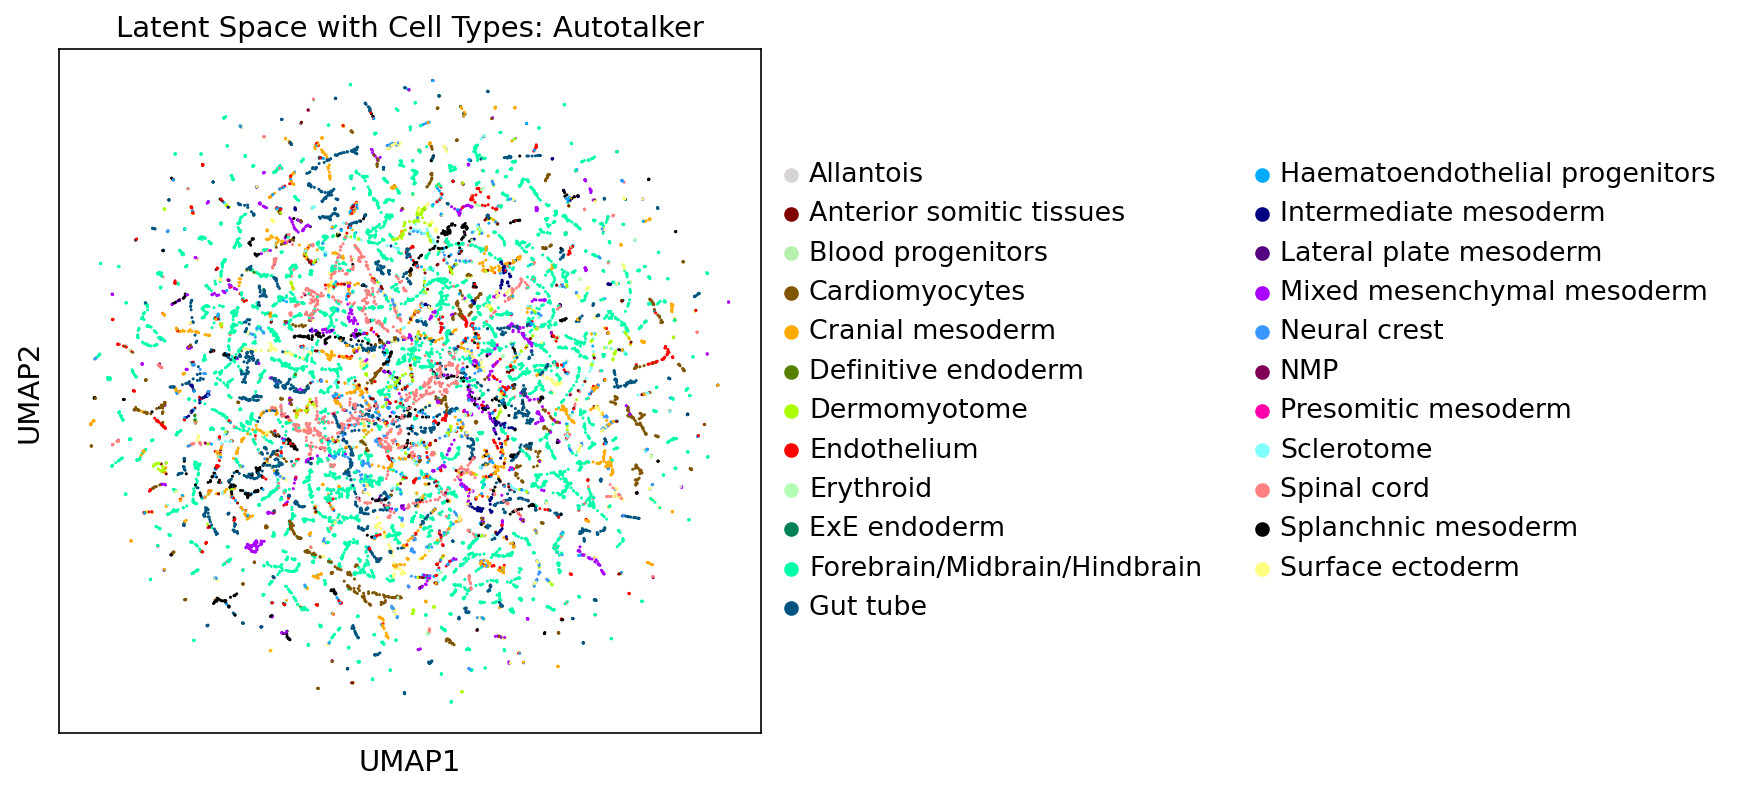 Latent Space with Cell Types: Autotalker
UMAP2
UMAP1
Allantois
Anterior somitic tissues
Blood progenitors
Cardiomyocytes
Cranial mesoderm
Definitive endoderm
Dermomyotome
Endothelium
Erythroid
ExE endoderm
Forebrain/Midbrain/Hindbrain
Gut tube
Haematoendothelial progenitors
Intermediate mesoderm
Lateral plate mesoderm
Mixed mesenchymal mesoderm
Neural crest
NMP
Presomitic mesoderm
Sclerotome
Spinal cord
Splanchnic mesoderm
Surface ectoderm